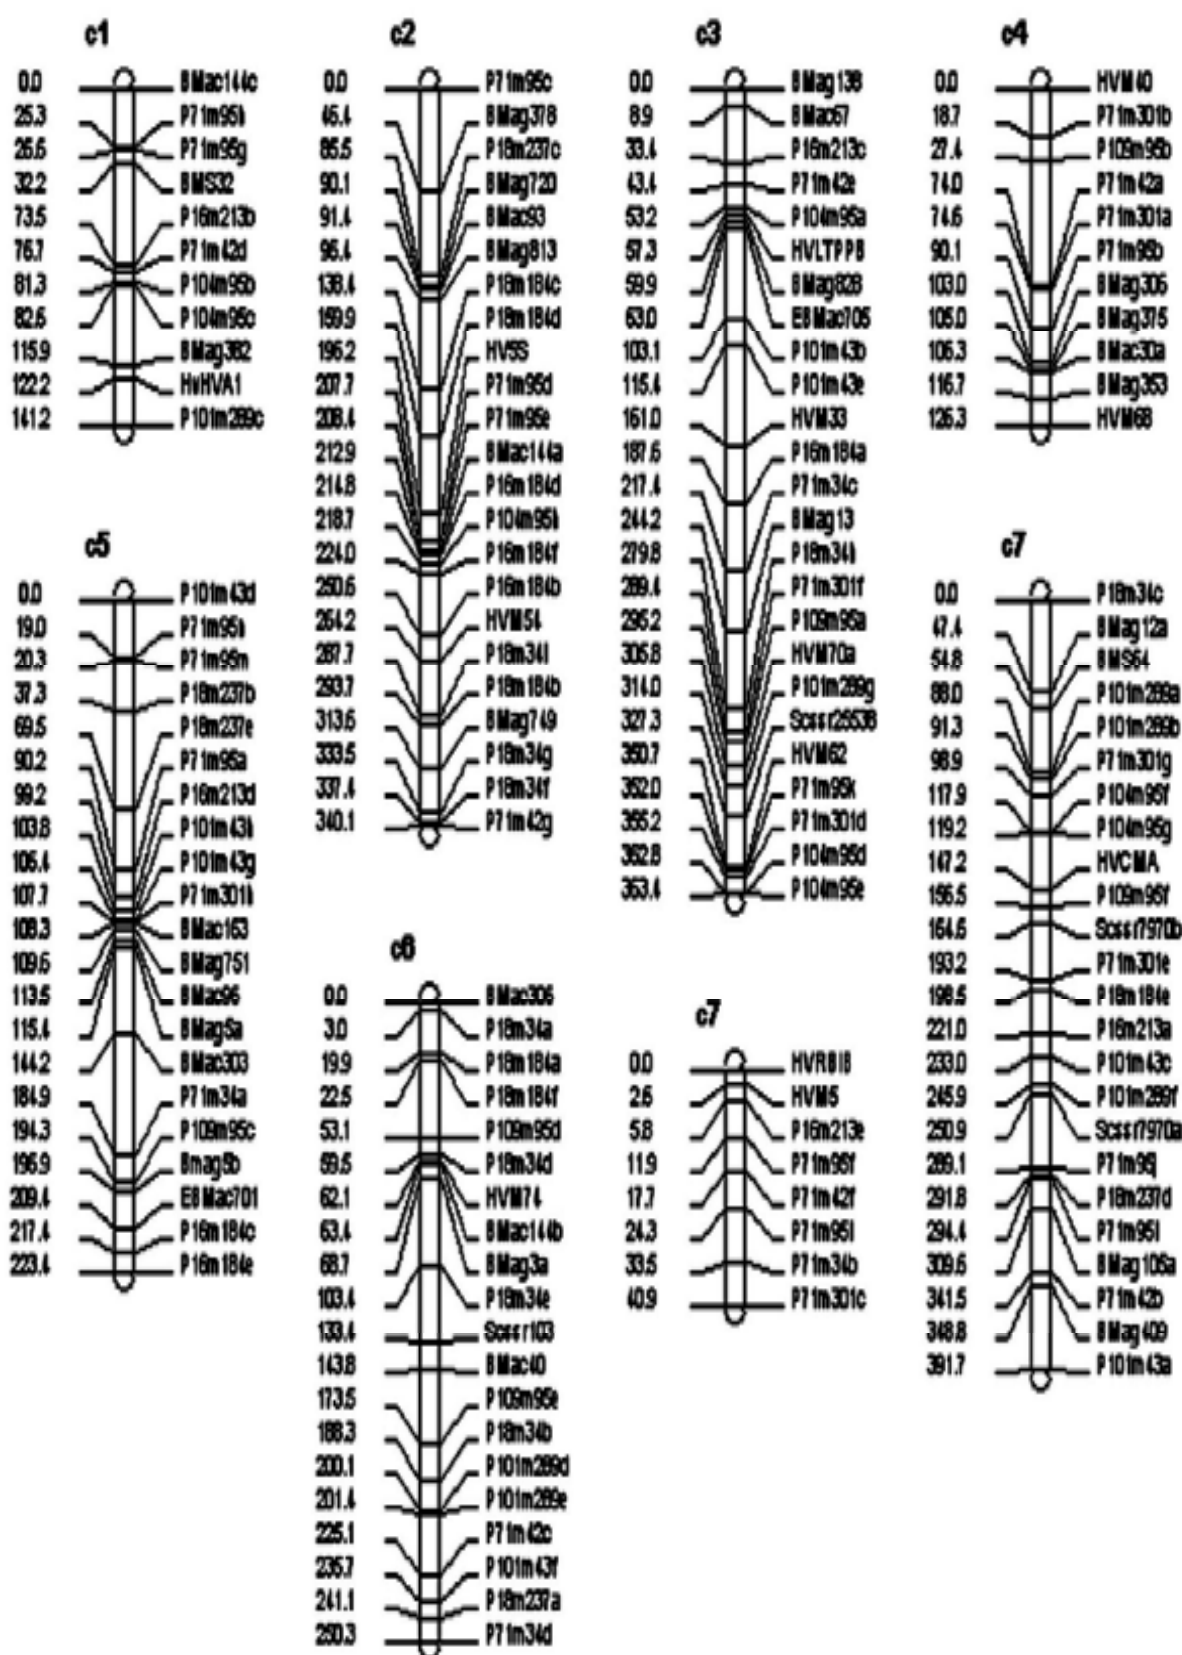 c1
0.0 BMac144c
25.3 P71m95h
26.6 P71m95g
32.2 BMS32
73.5 P16m213b
76.7 P71m42d
81.3 P104m95b
82.6 P104m95c
115.9 BMag382
122.2 HvHVA1
141.2 P101m289c
c2
0.0 P71m95c
46.4 BMag378
85.5 P18m237c
90.1 BMag720
91.4 BMac93
96.4 BMag813
138.4 P18m184c
159.9 P18m184d
196.2 HVSS
207.7 P71m95d
208.4 P71m95e
212.9 BMac144a
214.8 P16m184d
218.7 P104m95h
224.0 P16m184f
250.6 P16m184b
264.2 HVM54
287.7 P18m34i
293.7 P18m184b
313.6 BMag749
333.5 P18m34g
337.4 P18m34f
340.1 P71m42g
c3
0.0 BMag136
8.9 BMac67
33.4 P16m213c
43.4 P71m42e
53.2 P104m95a
57.3 HVLTPPB
59.9 BMag828
63.0 EBMac705
103.1 P101m43b
115.4 P101m43e
161.0 HVM33
187.6 P16m184a
217.4 P71m34c
244.2 BMag13
279.8 P18m34h
289.4 P71m301f
295.2 P109m95a
305.8 HVM70a
314.0 P101m289g
327.3 Scssr25538
350.7 HVM62
352.0 P71m95k
355.2 P71m301d
362.8 P104m95d
363.4 P104m95e
c4
0.0 HVM40
18.7 P71m301b
27.4 P109m95b
74.0 P71m42a
74.6 P71m301a
90.1 P71m95b
103.0 BMag306
105.0 BMag375
106.3 BMac30a
116.7 BMag353
126.3 HVM68
c5
0.0 P101m43d
19.0 P71m95h
20.3 P71m95m
37.3 P18m237b
69.5 P18m237e
90.2 P71m95a
99.2 P16m213d
103.8 P101m43h
106.4 P101m43g
107.7 P71m301h
108.3 BMac163
109.6 BMag751
113.5 BMac96
115.4 BMag5a
144.2 BMac303
184.9 P71m34a
194.3 P109m95c
196.9 Bmag5b
209.4 EBMac701
217.4 P16m184c
223.4 P16m184e
c6
0.0 BMac306
3.0 P18m34a
19.9 P18m184a
22.5 P18m184f
53.1 P109m95d
59.5 P18m34d
62.1 HVM74
63.4 BMac144b
68.7 BMag3a
103.4 P18m34e
133.4 Scssr103
143.8 BMac40
173.5 P109m95e
188.3 P18m34b
200.1 P101m289d
201.4 P101m289e
225.1 P71m42c
235.7 P101m43f
241.1 P18m237a
250.3 P71m34d
c7
0.0 HVRBIB
2.6 HVM5
5.8 P16m213e
11.9 P71m95f
17.7 P71m42f
24.3 P71m95i
33.5 P71m34b
40.9 P71m301c
c7
0.0 P18m34c
47.4 BMag12a
54.8 BMS64
88.0 P101m289a
91.3 P101m289b
98.9 P71m301g
117.9 P104m95f
119.2 P104m95g
147.2 HVCMA
156.5 P109m95f
164.6 Scssr7970b
193.2 P71m301e
198.5 P18m184e
221.0 P16m213a
233.0 P101m43c
245.9 P101m289f
250.9 Scssr7970a
289.1 P71m95j
291.8 P18m237d
294.4 P71m95l
309.6 BMag105a
341.5 P71m42b
348.8 BMag409
391.7 P101m43a